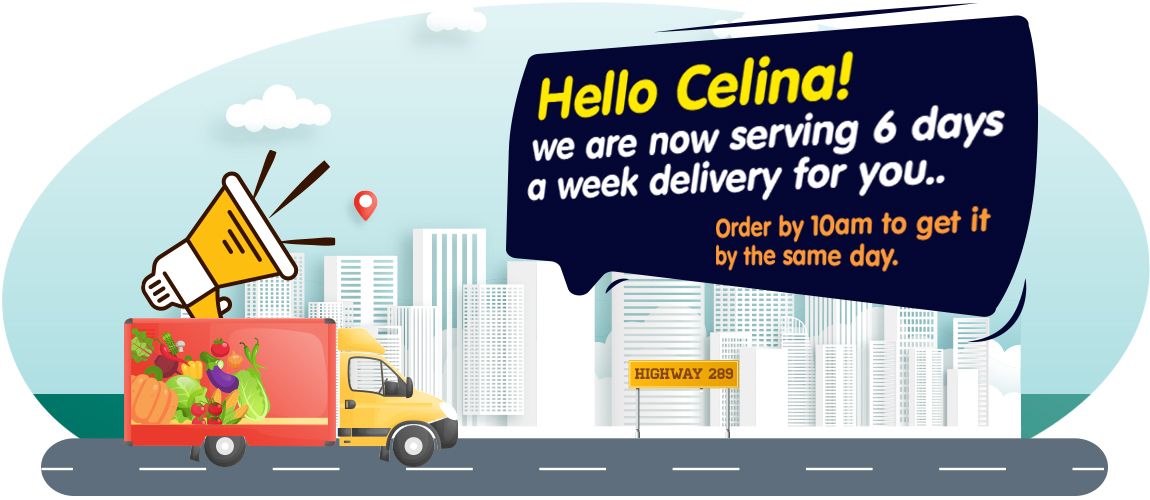 Hello Celina!
we are now serving 6 days
a week delivery for you..
Order by 10am to get it
by the same day.
HIGHWAY 289